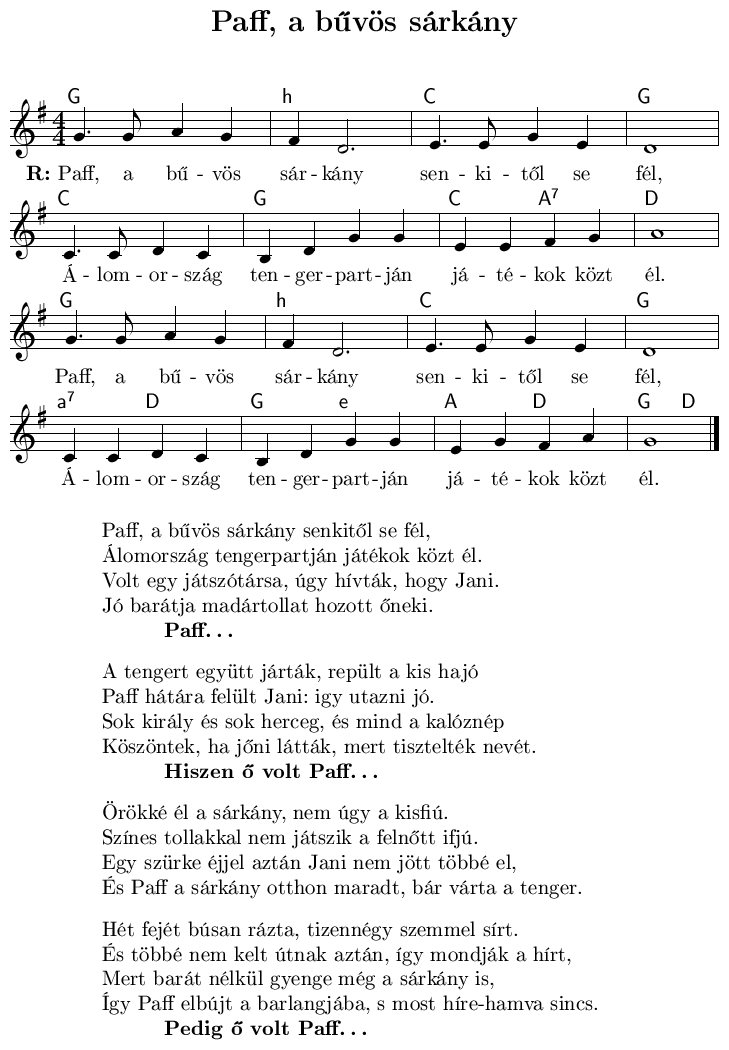 Paff, a bűvös sárkány
G h C G
4
4
R: Paff, a bű - vös sár - kány sen - ki - től se fél,
C G C A7 D
Á - lom - or - szág ten - ger - part - ján já - té - kok közt él.
G h C G
Paff, a bű - vös sár - kány sen - ki - től se fél,
a7 D G e A D G D
Á - lom - or - szág ten - ger - part - ján já - té - kok közt él.
Paff, a bűvös sárkány senkitől se fél,
Álomország tengerpartján játékok közt él.
Volt egy játszótársa, úgy hívták, hogy Jani.
Jó barátja madártollat hozott őneki.
Paff...
A tengert együtt járták, repült a kis hajó
Paff hátára felült Jani: igy utazni jó.
Sok király és sok herceg, és mind a kalóznép
Köszöntek, ha jőni látták, mert tisztelték nevét.
Hiszen ő volt Paff...
Örökké él a sárkány, nem úgy a kisfiú.
Színes tollakkal nem játszik a felnőtt ifjú.
Egy szürke éjjel aztán Jani nem jött többé el,
És Paff a sárkány otthon maradt, bár várta a tenger.
Hét fejét búsan rázta, tizennégy szemmel sírt.
És többé nem kelt útnak aztán, így mondják a hírt,
Mert barát nélkül gyenge még a sárkány is,
Így Paff elbújt a barlangjába, s most híre-hamva sincs.
Pedig ő volt Paff...